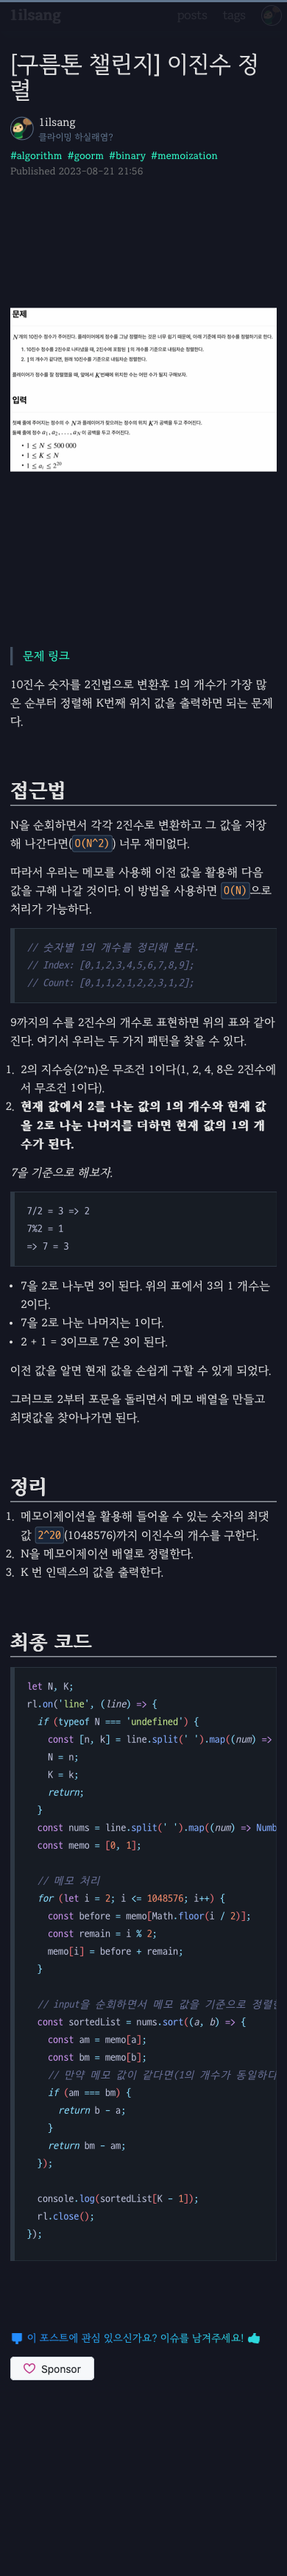 1ilsang
posts tags
[구름톤 챌린지] 이진수 정
렬
1ilsang
클라이밍 하실래염?
#algorithm #goorm #binary #memoization
Published 2023-08-21 21:56
문제
N개의 10진수 정수가 주어진다. 플레이어에게 정수를 그냥 정렬하는 것은 너무 쉽기 때문에, 아래 기준에 따라 정수를 정렬하기로 한다.
1. 10진수 정수를 2진수로 나타냈을 때, 2진수에 포함된 1의 개수를 기준으로 내림차순 정렬한다.
2. 1의 개수가 같다면, 원래 10진수를 기준으로 내림차순 정렬한다.
플레이어가 정수를 잘 정렬했을 때, 앞에서 K번째에 위치한 수는 어떤 수가 될지 구해보자.
입력
첫째 줄에 주어지는 정수의 수 N과 플레이어가 찾으려는 정수의 위치 K가 공백을 두고 주어진다.
둘째 줄에 정수 a₁, a₂, . . . , a_N이 공백을 두고 주어진다.
• 1 ≤ N ≤ 500 000
• 1 ≤ K ≤ N
• 1 ≤ aᵢ ≤ 2²⁰
문제 링크
10진수 숫자를 2진법으로 변환후 1의 개수가 가장 많
은 순부터 정렬해 K번째 위치 값을 출력하면 되는 문제
다.
접근법
N을 순회하면서 각각 2진수로 변환하고 그 값을 저장
해 나간다면(O(N^2)) 너무 재미없다.
따라서 우리는 메모를 사용해 이전 값을 활용해 다음
값을 구해 나갈 것이다. 이 방법을 사용하면 O(N)으로
처리가 가능하다.
// 숫자별 1의 개수를 정리해 본다.
// Index: [0,1,2,3,4,5,6,7,8,9];
// Count: [0,1,1,2,1,2,2,3,1,2];
9까지의 수를 2진수의 개수로 표현하면 위의 표와 같아
진다. 여기서 우리는 두 가지 패턴을 찾을 수 있다.
1. 2의 지수승(2^n)은 무조건 1이다(1, 2, 4, 8은 2진수에
서 무조건 1이다).
2. 현재 값에서 2를 나눈 값의 1의 개수와 현재 값
을 2로 나눈 나머지를 더하면 현재 값의 1의 개
수가 된다.
7을 기준으로 해보자.
7/2 = 3 => 2
7%2 = 1
=> 7 = 3
• 7을 2로 나누면 3이 된다. 위의 표에서 3의 1 개수는
2이다.
• 7을 2로 나눈 나머지는 1이다.
• 2 + 1 = 3이므로 7은 3이 된다.
이전 값을 알면 현재 값을 손쉽게 구할 수 있게 되었다.
그러므로 2부터 포문을 돌리면서 메모 배열을 만들고
최댓값을 찾아나가면 된다.
정리
1. 메모이제이션을 활용해 들어올 수 있는 숫자의 최댓
값 2^20(1048576)까지 이진수의 개수를 구한다.
2. N을 메모이제이션 배열로 정렬한다.
3. K 번 인덱스의 값을 출력한다.
최종 코드
let N, K;
rl.on('line', (line) => {
if (typeof N === 'undefined') {
const [n, k] = line.split(' ').map((num) =>
N = n;
K = k;
return;
}
const nums = line.split(' ').map((num) => Numb
const memo = [0, 1];
// 메모 처리
for (let i = 2; i <= 1048576; i++) {
const before = memo[Math.floor(i / 2)];
const remain = i % 2;
memo[i] = before + remain;
}
// input을 순회하면서 메모 값을 기준으로 정렬한
const sortedList = nums.sort((a, b) => {
const am = memo[a];
const bm = memo[b];
// 만약 메모 값이 같다면(1의 개수가 동일하다
if (am === bm) {
return b - a;
}
return bm - am;
});
console.log(sortedList[K - 1]);
rl.close();
});
이 포스트에 관심 있으신가요? 이슈를 남겨주세요!
Sponsor